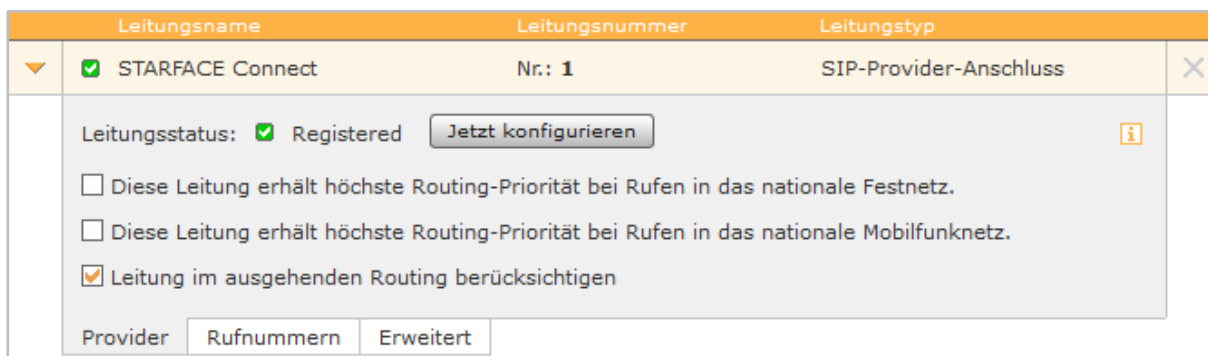 Leitungsname Leitungsnummer Leitungstyp
STARFACE Connect Nr.: 1 SIP-Provider-Anschluss
Leitungsstatus: Registered Jetzt konfigurieren
Diese Leitung erhält höchste Routing-Priorität bei Rufen in das nationale Festnetz.
Diese Leitung erhält höchste Routing-Priorität bei Rufen in das nationale Mobilfunknetz.
Leitung im ausgehenden Routing berücksichtigen
Provider Rufnummern Erweitert